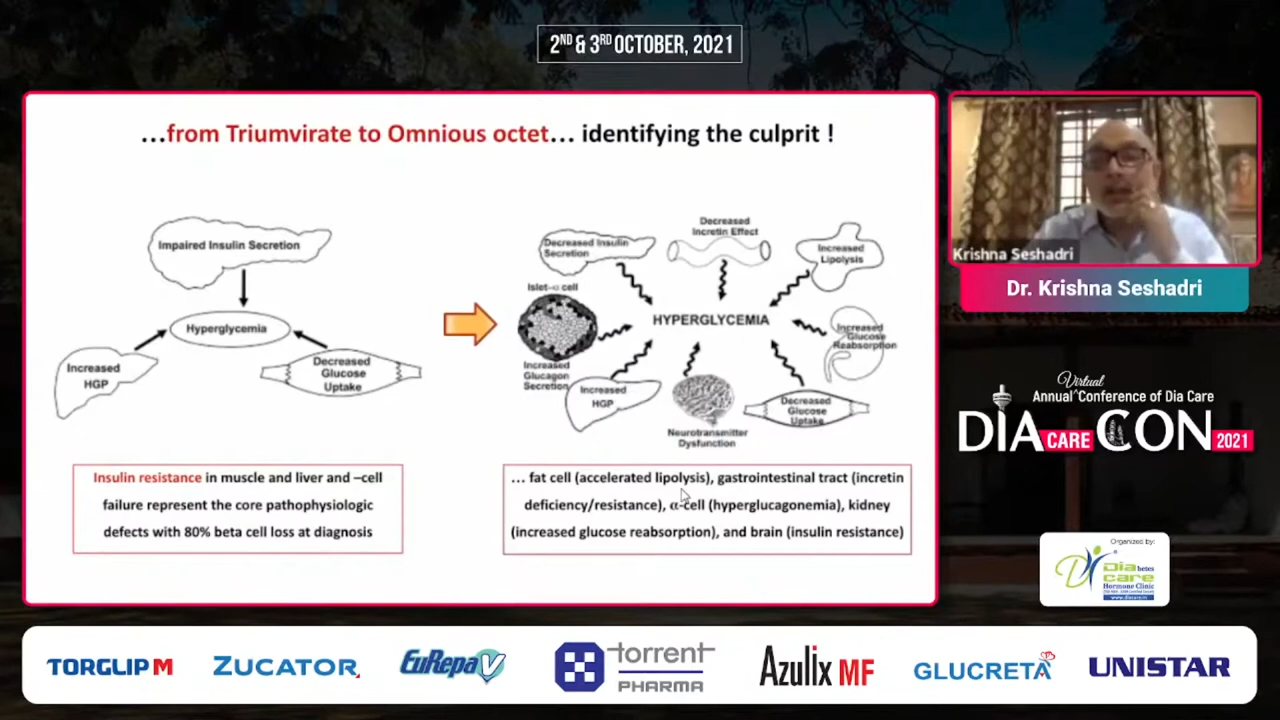 2ND & 3RD OCTOBER, 2021
...from Triumvirate to Omnious octet... identifying the culprit !
Impaired Insulin Secretion
Hyperglycemia
Increased
HGP
Decreased
Glucose
Uptake
Insulin resistance in muscle and liver and –cell
failure represent the core pathophysiologic
defects with 80% beta cell loss at diagnosis
Decreased Insulin
Secretion
Decreased
Incretin Effect
Increased
Lipolysis
Islet-α cell
HYPERGLYCEMIA
Increased
Glucose
Reabsorption
Increased
Glucagon
Secretion
Increased
HGP
Neurotransmitter
Dysfunction
Decreased
Glucose
Uptake
... fat cell (accelerated lipolysis), gastrointestinal tract (incretin
deficiency/resistance), α-cell (hyperglucagonemia), kidney
(increased glucose reabsorption), and brain (insulin resistance)
Krishna Seshadri
Dr. Krishna Seshadri
Virtual
Annual ^ Conference of Dia Care
DIA CARE CON 2021
Organized by:
Diabetes
care
Hormone Clinic
TORGLIP M
ZUCATOR
EuRepa V
torrent
PHARMA
Azulix MF
GLUCRETA
UNISTAR